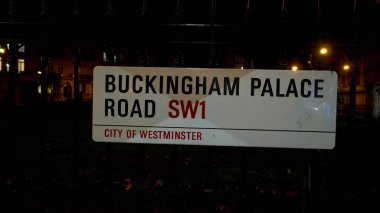 BUCKINGHAM PALACE
ROAD SW1
CITY OF WESTMINSTER